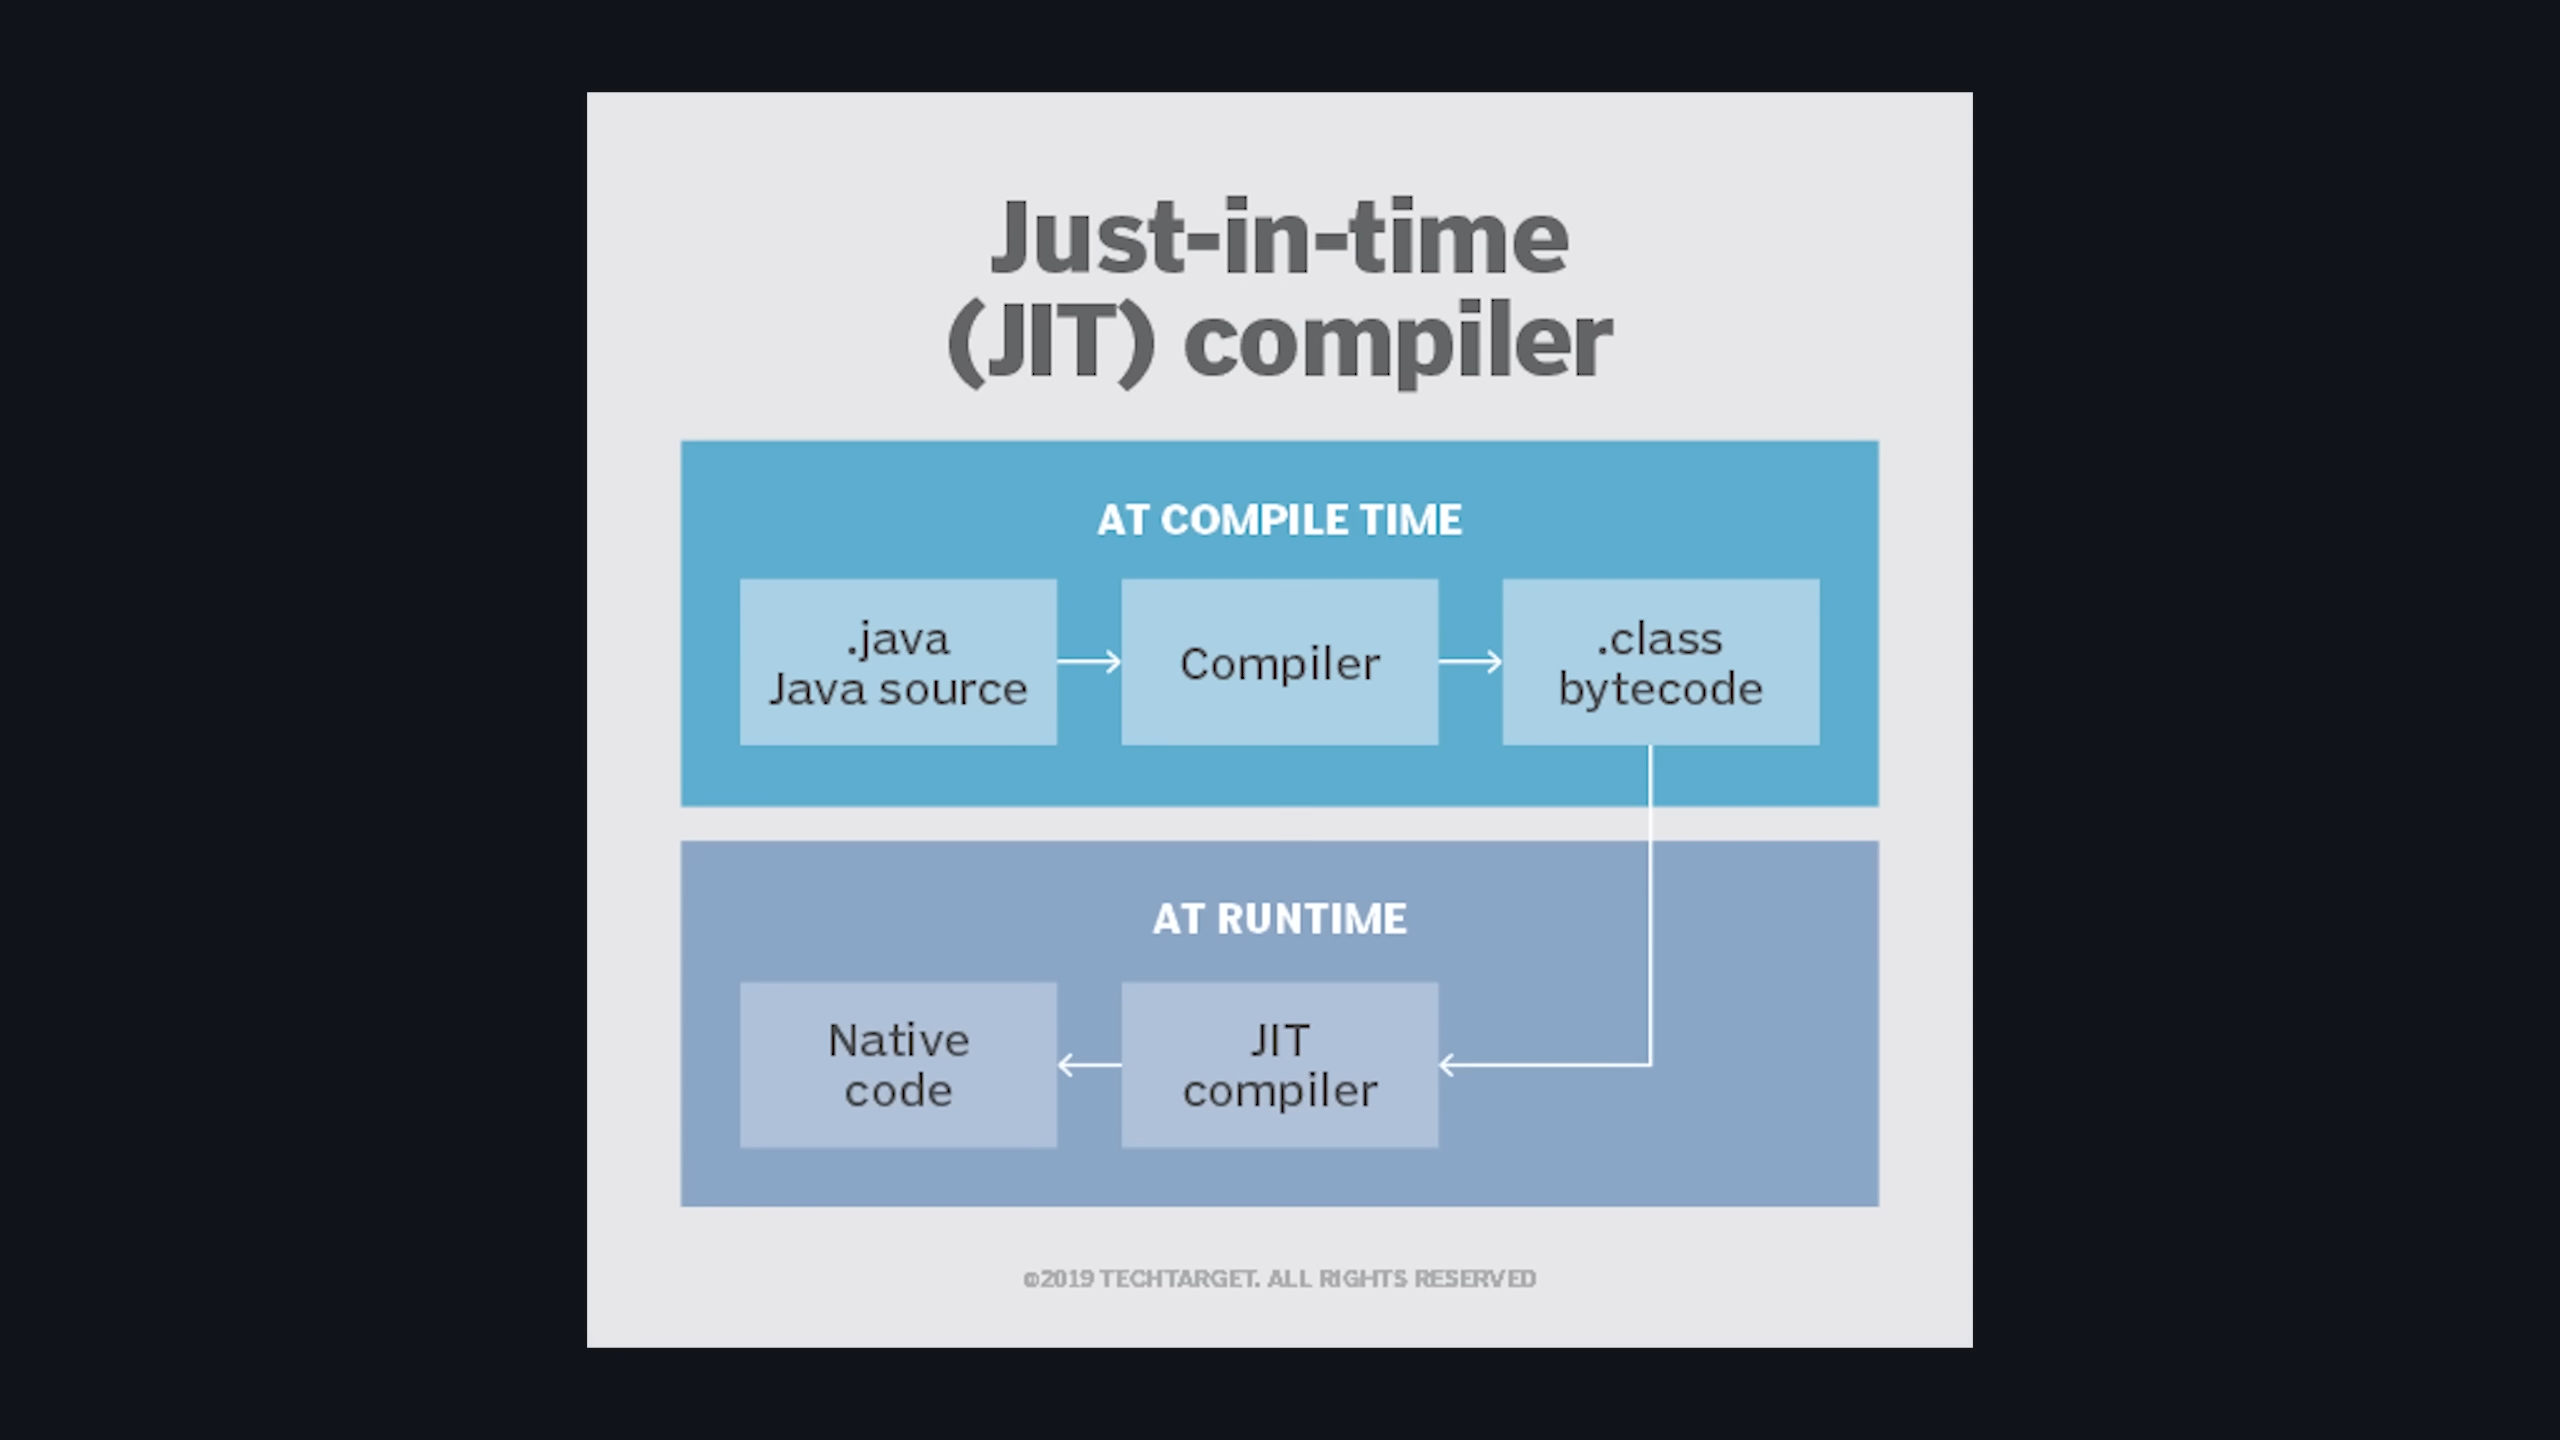 Just-in-time
(JIT) compiler
AT COMPILE TIME
.java
Java source
Compiler
.class
bytecode
AT RUNTIME
Native
code
JIT
compiler
©2019 TECHTARGET. ALL RIGHTS RESERVED